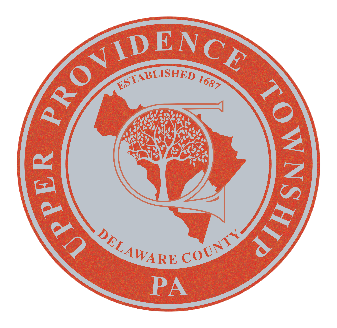 UPPER PROVIDENCE TOWNSHIP
ESTABLISHED 1687
DELAWARE COUNTY
PA